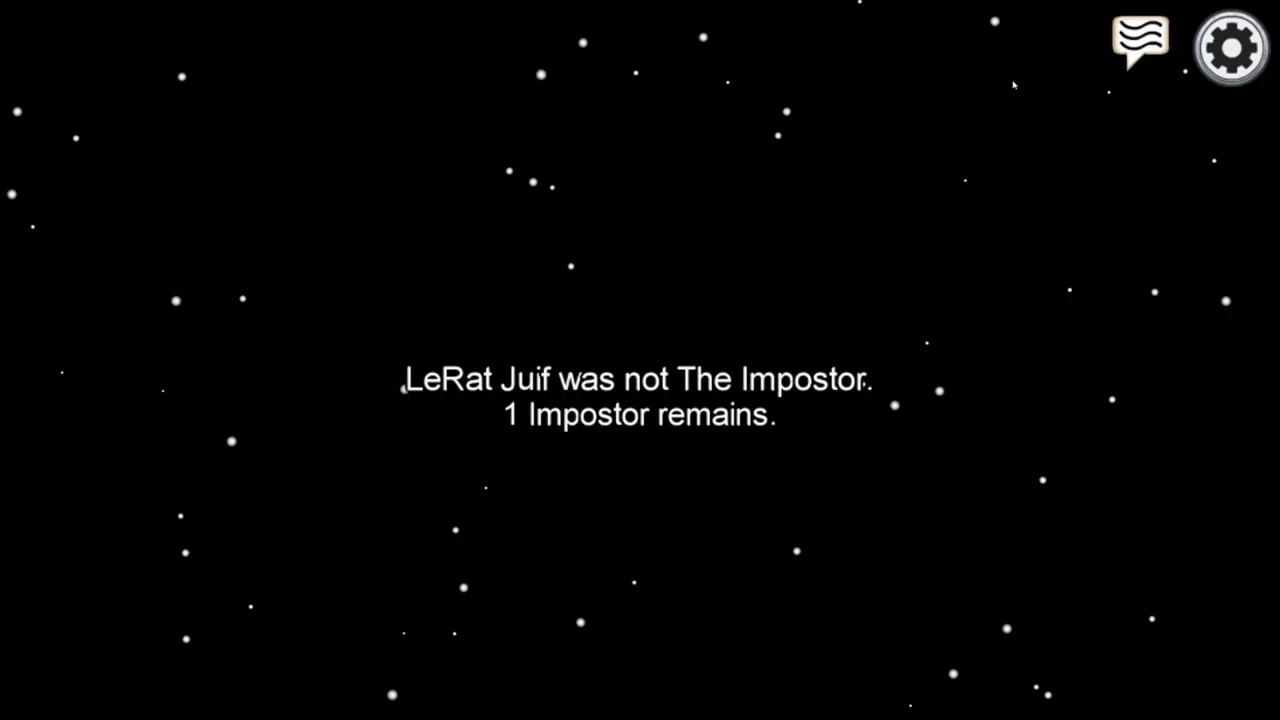 LeRat Juif was not The Impostor.
1 Impostor remains.